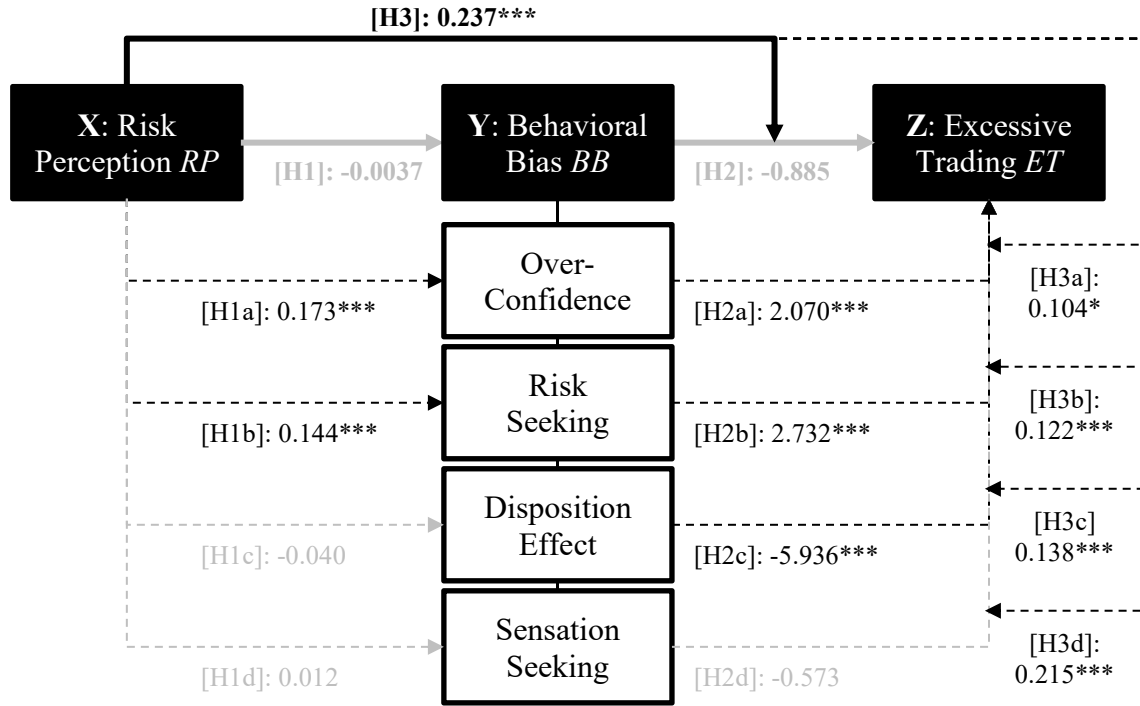 [H3]: 0.237***
X: Risk
Perception RP
[H1]: -0.0037
Y: Behavioral
Bias BB
[H2]: -0.885
Z: Excessive
Trading ET
Over-
Confidence
[H1a]: 0.173***
[H2a]: 2.070***
[H3a]:
0.104*
Risk
Seeking
[H1b]: 0.144***
[H2b]: 2.732***
[H3b]:
0.122***
Disposition
Effect
[H1c]: -0.040
[H2c]: -5.936***
[H3c]
0.138***
Sensation
Seeking
[H1d]: 0.012
[H2d]: -0.573
[H3d]:
0.215***